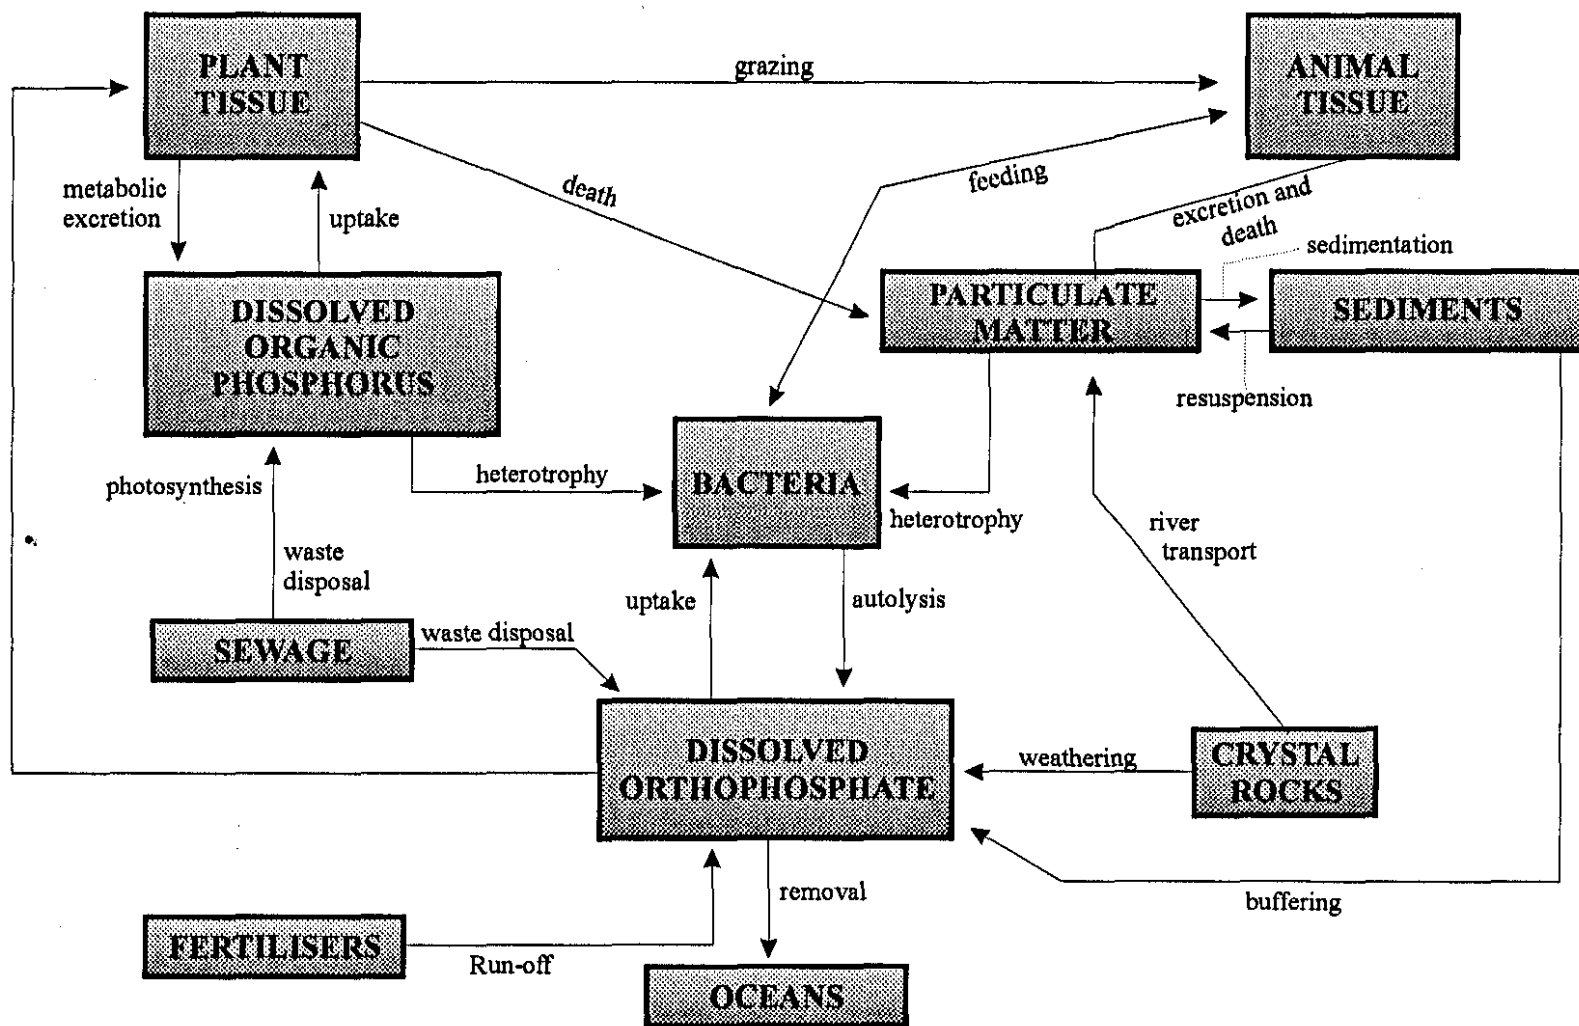 PLANT
TISSUE
grazing
ANIMAL
TISSUE
metabolic
excretion
uptake
death
feeding
excretion and
death
sedimentation
DISSOLVED
ORGANIC
PHOSPHORUS
PARTICULATE
MATTER
SEDIMENTS
resuspension
photosynthesis
heterotrophy
BACTERIA
heterotrophy
river
transport
waste
disposal
uptake
autolysis
SEWAGE
waste disposal
DISSOLVED
ORTHOPHOSPHATE
weathering
CRYSTAL
ROCKS
removal
buffering
FERTILISERS
Run-off
OCEANS